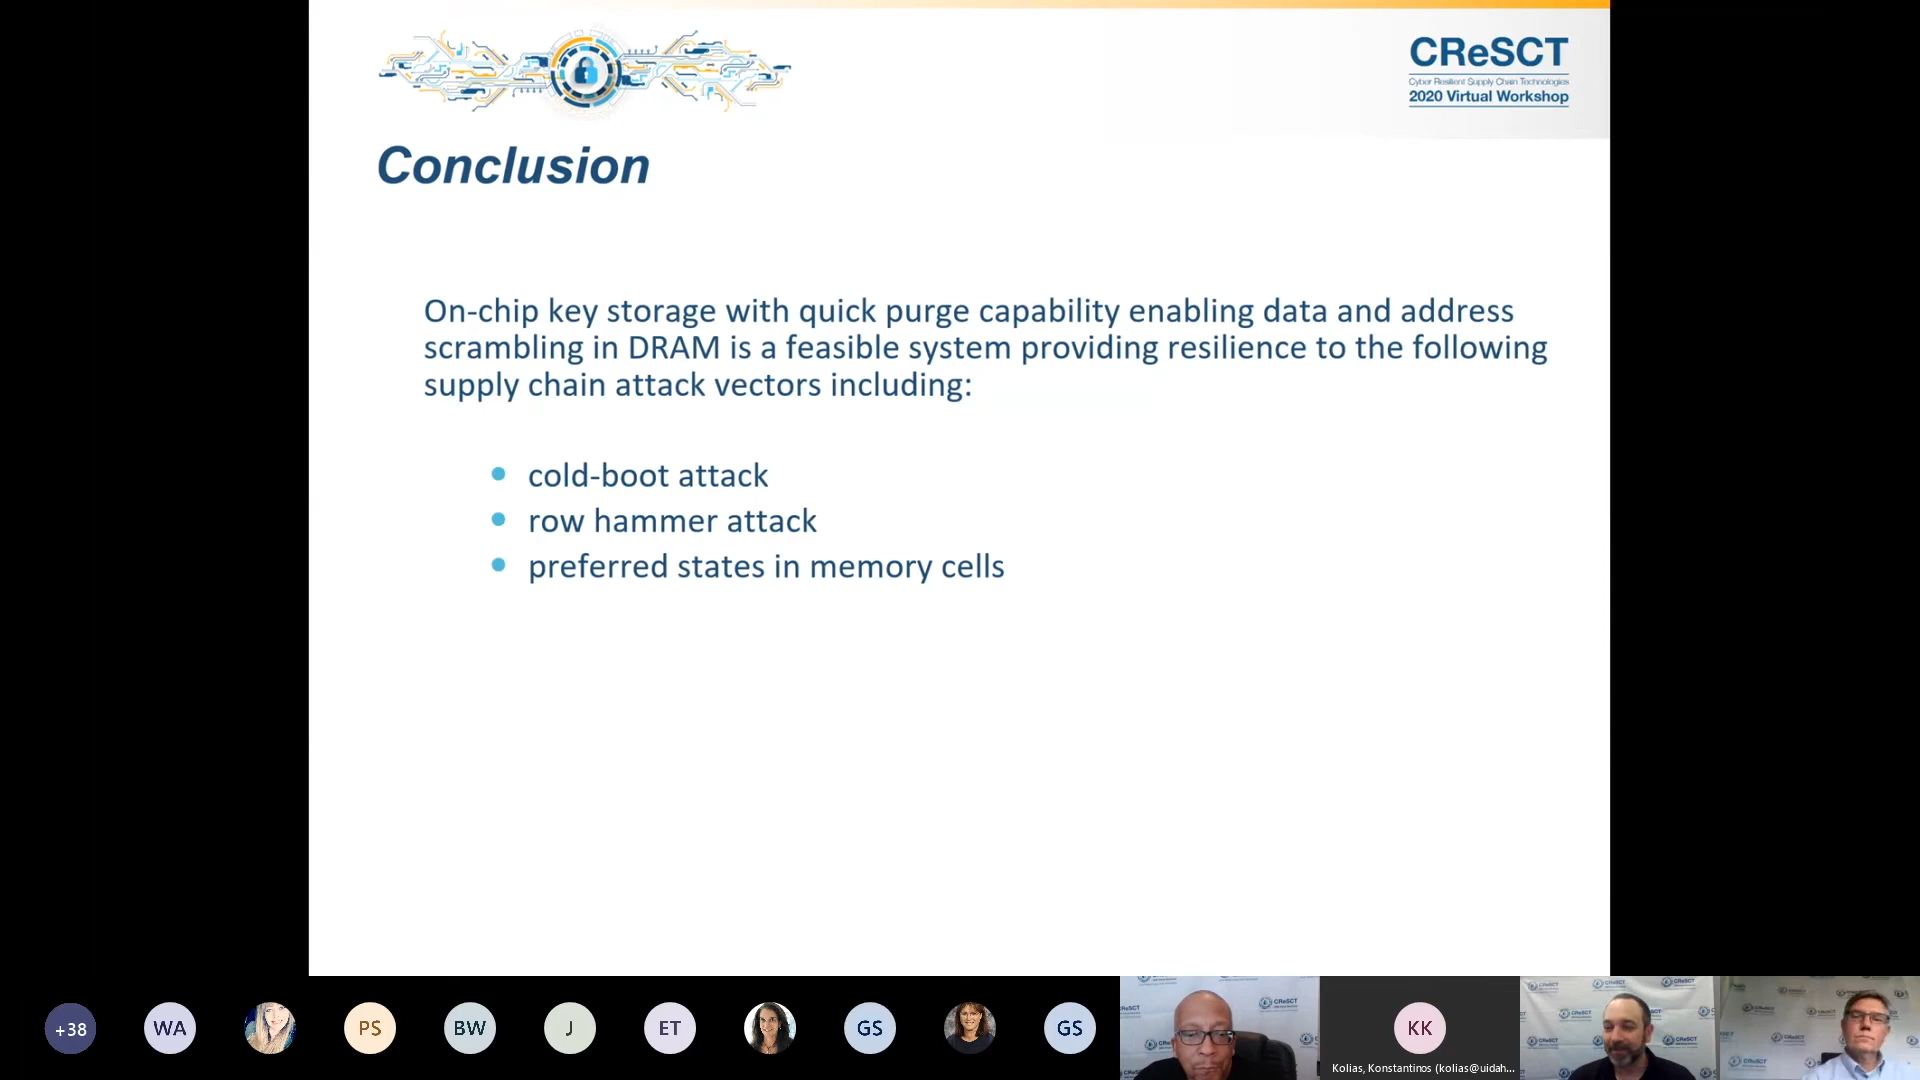 CReSCT
Cyber Resilient Supply Chain Technologies
2020 Virtual Workshop
Conclusion
On-chip key storage with quick purge capability enabling data and address
scrambling in DRAM is a feasible system providing resilience to the following
supply chain attack vectors including:
• cold-boot attack
• row hammer attack
• preferred states in memory cells
+38
WA
PS
BW
J
ET
GS
GS
KK
Kolias, Konstantinos (kolias@uidah...
CReSCT
CReSCT
CReSCT